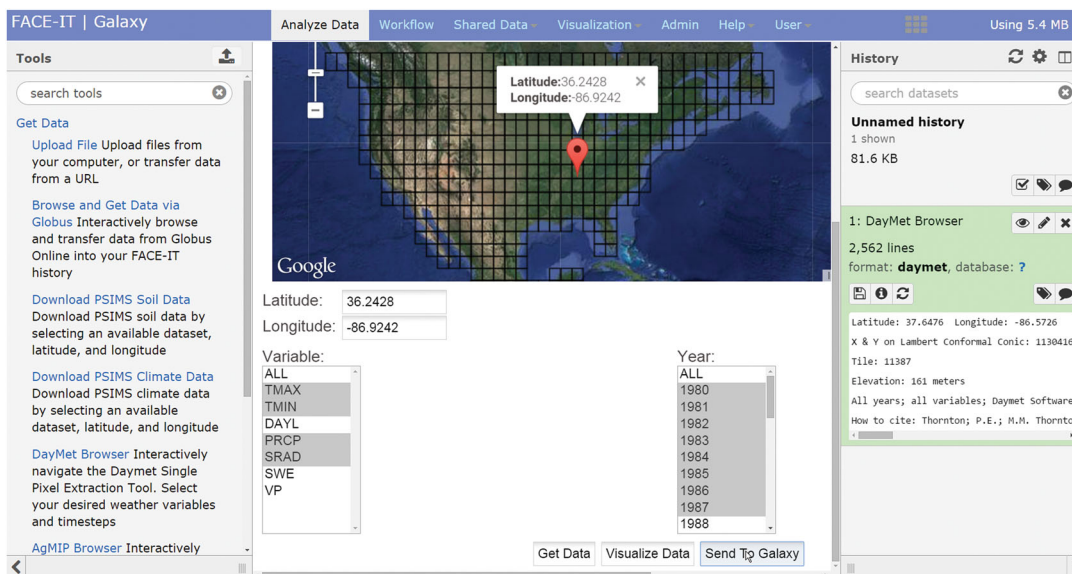 FACE-IT | Galaxy
Analyze Data Workflow Shared Data Visualization Admin Help User
Using 5.4 MB
Tools
search tools
Get Data
Upload File Upload files from
your computer, or transfer data
from a URL
Browse and Get Data via
Globus Interactively browse
and transfer data from Globus
Online into your FACE-IT
history
Download PSIMS Soil Data
Download PSIMS soil data by
selecting an available dataset,
latitude, and longitude
Download PSIMS Climate Data
Download PSIMS climate data
by selecting an available
dataset, latitude, and longitude
DayMet Browser Interactively
navigate the Daymet Single
Pixel Extraction Tool. Select
your desired weather variables
and timesteps
AgMIP Browser Interactively
Latitude:36.2428
Longitude:-86.9242
Google
Latitude: 36.2428
Longitude: -86.9242
Variable:
ALL
TMAX
TMIN
DAYL
PRCP
SRAD
SWE
VP
Year:
ALL
1980
1981
1982
1983
1984
1985
1986
1987
1988
Get Data Visualize Data Send To Galaxy
History
search datasets
Unnamed history
1 shown
81.6 KB
1: DayMet Browser
2,562 lines
format: daymet, database: ?
Latitude: 37.6476 Longitude: -86.5726
X & Y on Lambert Conformal Conic: 1130416
Tile: 11387
Elevation: 161 meters
All years; all variables; Daymet Software
How to cite: Thornton; P.E.; M.M. Thornto